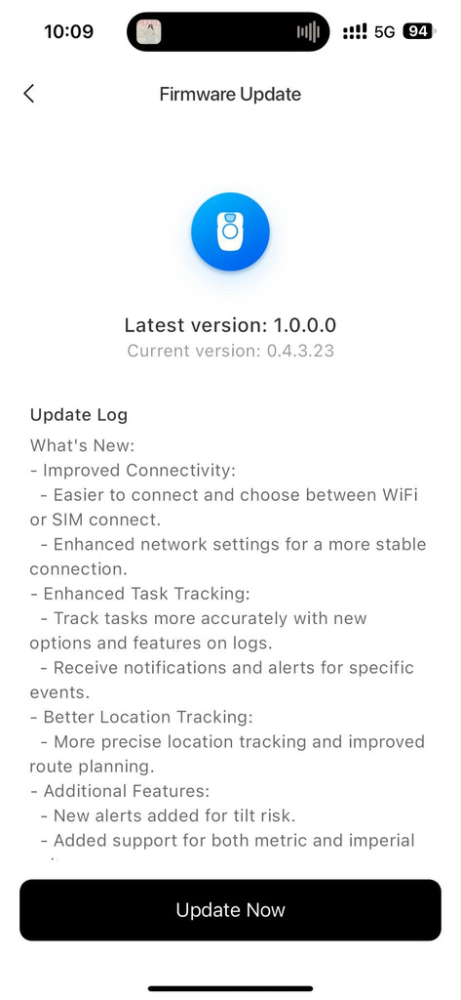 10:09
5G 94
Firmware Update
Latest version: 1.0.0.0
Current version: 0.4.3.23
Update Log
What's New:
- Improved Connectivity:
- Easier to connect and choose between WiFi
or SIM connect.
- Enhanced network settings for a more stable
connection.
- Enhanced Task Tracking:
- Track tasks more accurately with new
options and features on logs.
- Receive notifications and alerts for specific
events.
- Better Location Tracking:
- More precise location tracking and improved
route planning.
- Additional Features:
- New alerts added for tilt risk.
- Added support for both metric and imperial
Update Now